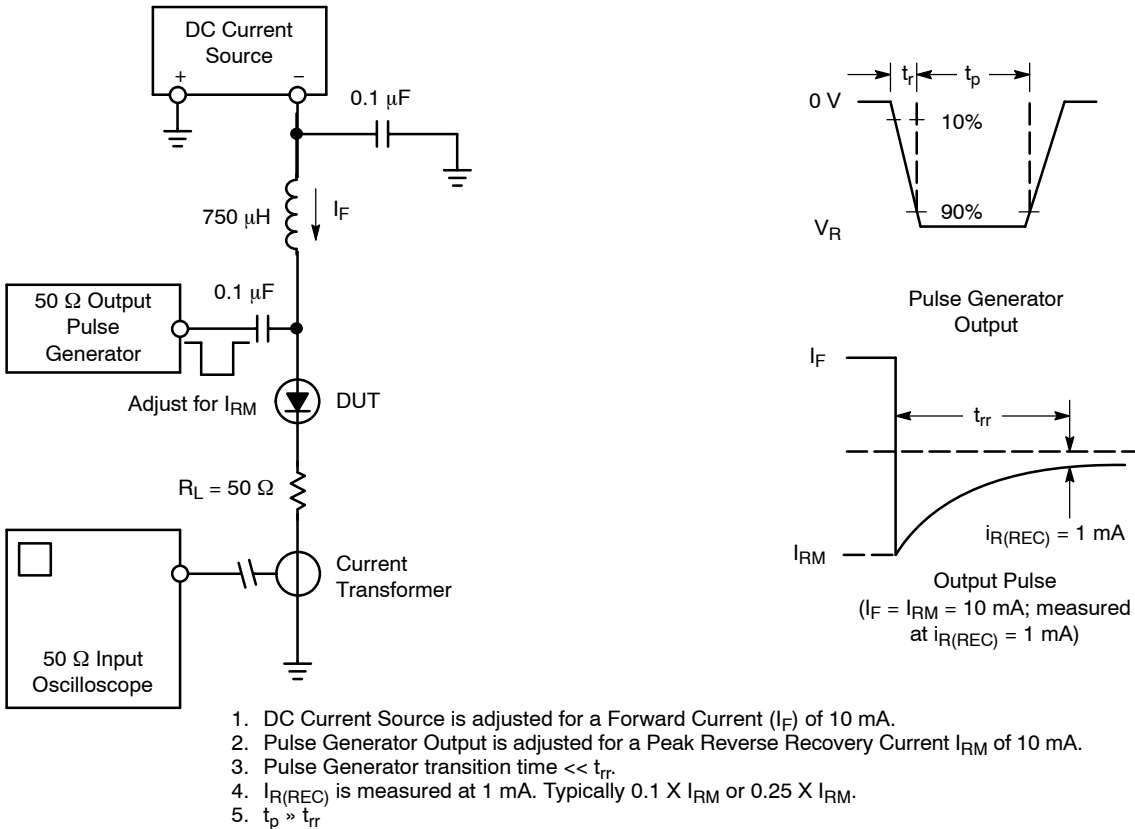 DC Current
Source
+
−
0.1 μF
750 μH
I_F
50 Ω Output
Pulse
Generator
0.1 μF
Adjust for I_RM
DUT
R_L = 50 Ω
Current
Transformer
50 Ω Input
Oscilloscope
t_r
t_p
0 V
10%
90%
V_R
Pulse Generator
Output
I_F
t_rr
i_R(REC) = 1 mA
I_RM
Output Pulse
(I_F = I_RM = 10 mA; measured
at i_R(REC) = 1 mA)
1. DC Current Source is adjusted for a Forward Current (I_F) of 10 mA.
2. Pulse Generator Output is adjusted for a Peak Reverse Recovery Current I_RM of 10 mA.
3. Pulse Generator transition time << t_rr.
4. I_R(REC) is measured at 1 mA. Typically 0.1 X I_RM or 0.25 X I_RM.
5. t_p » t_rr